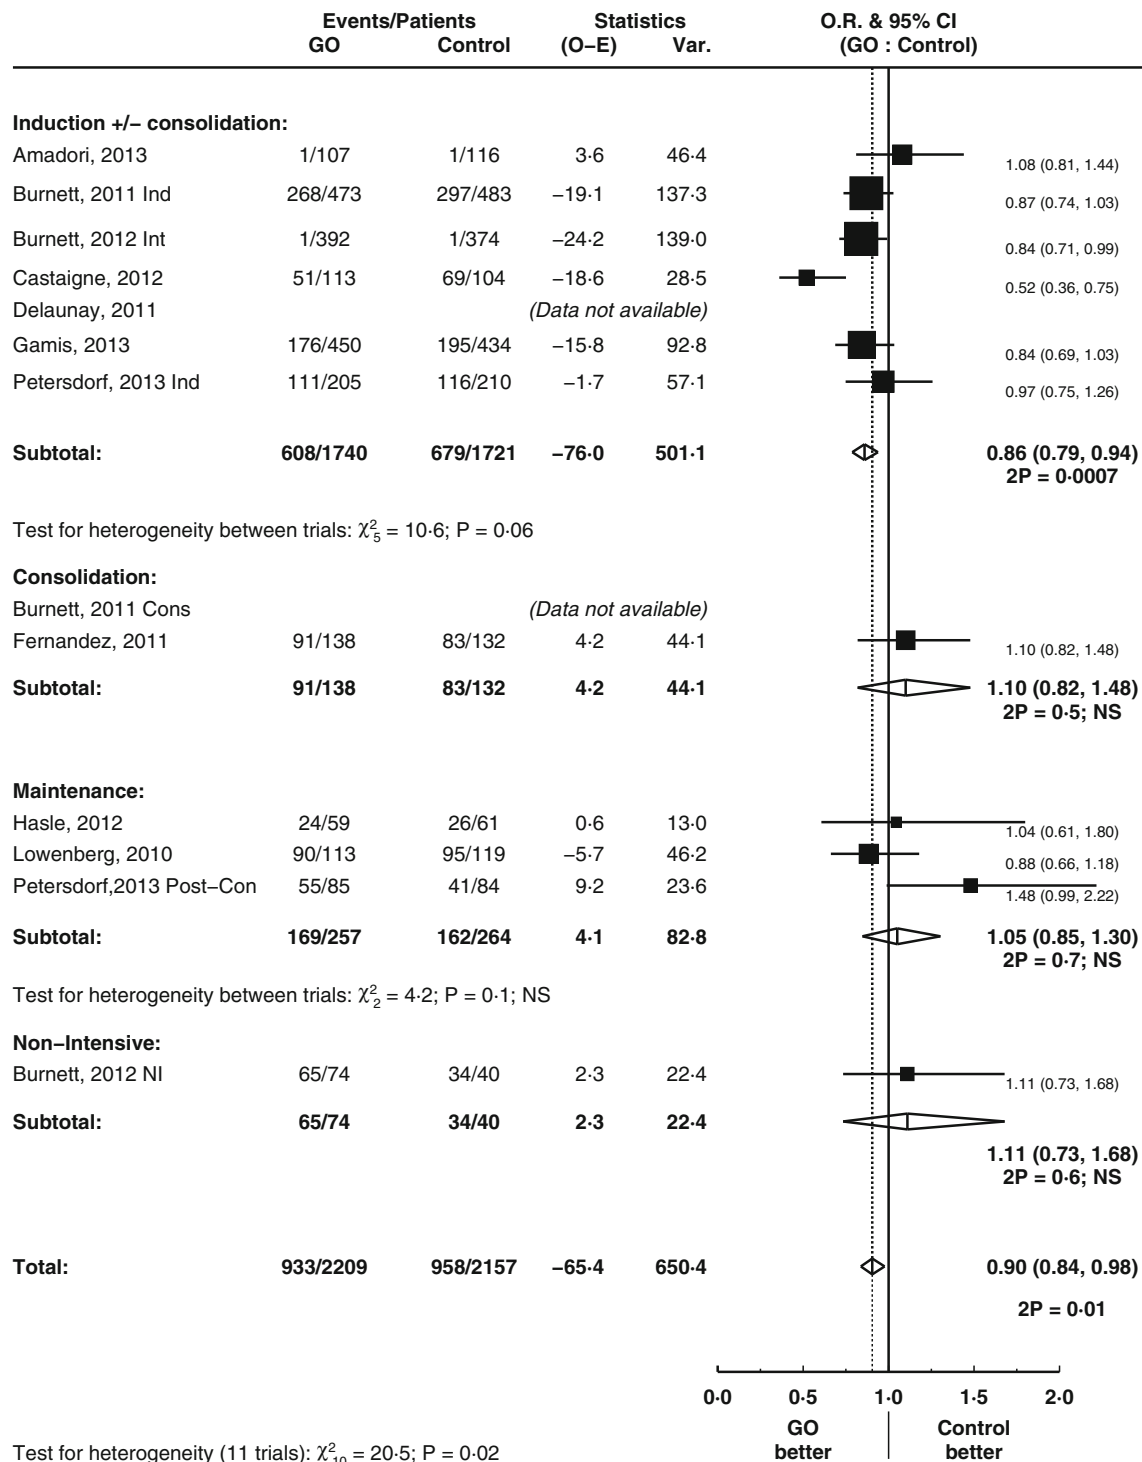 Events/Patients Statistics O.R. & 95% CI
GO Control (O−E) Var. (GO : Control)
Induction +/− consolidation:
Amadori, 2013 1/107 1/116 3·6 46·4 1.08 (0.81, 1.44)
Burnett, 2011 Ind 268/473 297/483 −19·1 137·3 0.87 (0.74, 1.03)
Burnett, 2012 Int 1/392 1/374 −24·2 139·0 0.84 (0.71, 0.99)
Castaigne, 2012 51/113 69/104 −18·6 28·5 0.52 (0.36, 0.75)
Delaunay, 2011 (Data not available)
Gamis, 2013 176/450 195/434 −15·8 92·8 0.84 (0.69, 1.03)
Petersdorf, 2013 Ind 111/205 116/210 −1·7 57·1 0.97 (0.75, 1.26)
Subtotal: 608/1740 679/1721 −76·0 501·1 0.86 (0.79, 0.94)
2P = 0·0007
Test for heterogeneity between trials: χ²₅ = 10·6; P = 0·06
Consolidation:
Burnett, 2011 Cons (Data not available)
Fernandez, 2011 91/138 83/132 4·2 44·1 1.10 (0.82, 1.48)
Subtotal: 91/138 83/132 4·2 44·1 1.10 (0.82, 1.48)
2P = 0·5; NS
Maintenance:
Hasle, 2012 24/59 26/61 0·6 13·0 1.04 (0.61, 1.80)
Lowenberg, 2010 90/113 95/119 −5·7 46·2 0.88 (0.66, 1.18)
Petersdorf,2013 Post−Con 55/85 41/84 9·2 23·6 1.48 (0.99, 2.22)
Subtotal: 169/257 162/264 4·1 82·8 1.05 (0.85, 1.30)
2P = 0·7; NS
Test for heterogeneity between trials: χ²₂ = 4·2; P = 0·1; NS
Non−Intensive:
Burnett, 2012 NI 65/74 34/40 2·3 22·4 1.11 (0.73, 1.68)
Subtotal: 65/74 34/40 2·3 22·4
1.11 (0.73, 1.68)
2P = 0·6; NS
Total: 933/2209 958/2157 −65·4 650·4 0.90 (0.84, 0.98)
2P = 0·01
0·0 0·5 1·0 1·5 2·0
GO Control
better better
Test for heterogeneity (11 trials): χ²₁₀ = 20·5; P = 0·02